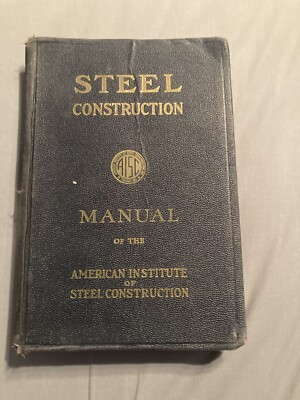 STEEL
CONSTRUCTION
AISC
MANUAL
OF THE
AMERICAN INSTITUTE
OF
STEEL CONSTRUCTION